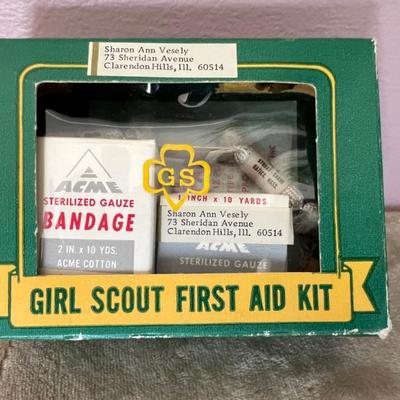 Sharon Ann Vesely
73 Sheridan Avenue
Clarendon Hills, Ill. 60514
ACME
STERILIZED GAUZE
BANDAGE
2 IN. x 10 YDS.
ACME COTTON
GS
INCH x 10 YARDS
Sharon Ann Vesely
73 Sheridan Avenue
Clarendon Hills, Ill. 60514
ACME
STERILIZED GAUZE
GIRL SCOUT FIRST AID KIT